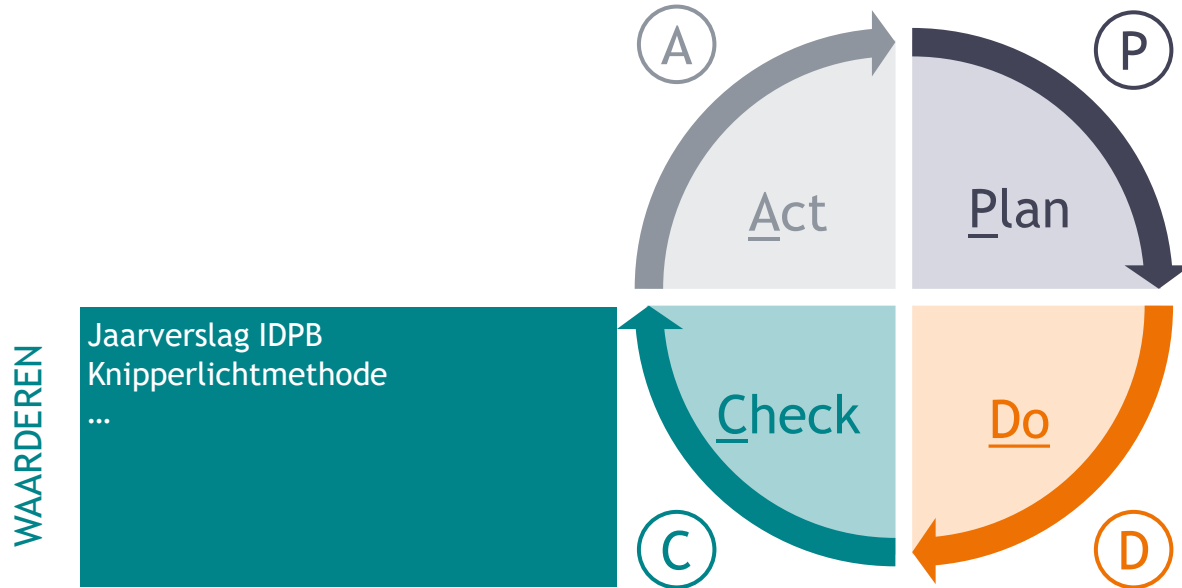 A
P
Act
Plan
WAARDEREN
Jaarverslag IDPB
Knipperlichtmethode
…
Check
Do
C
D